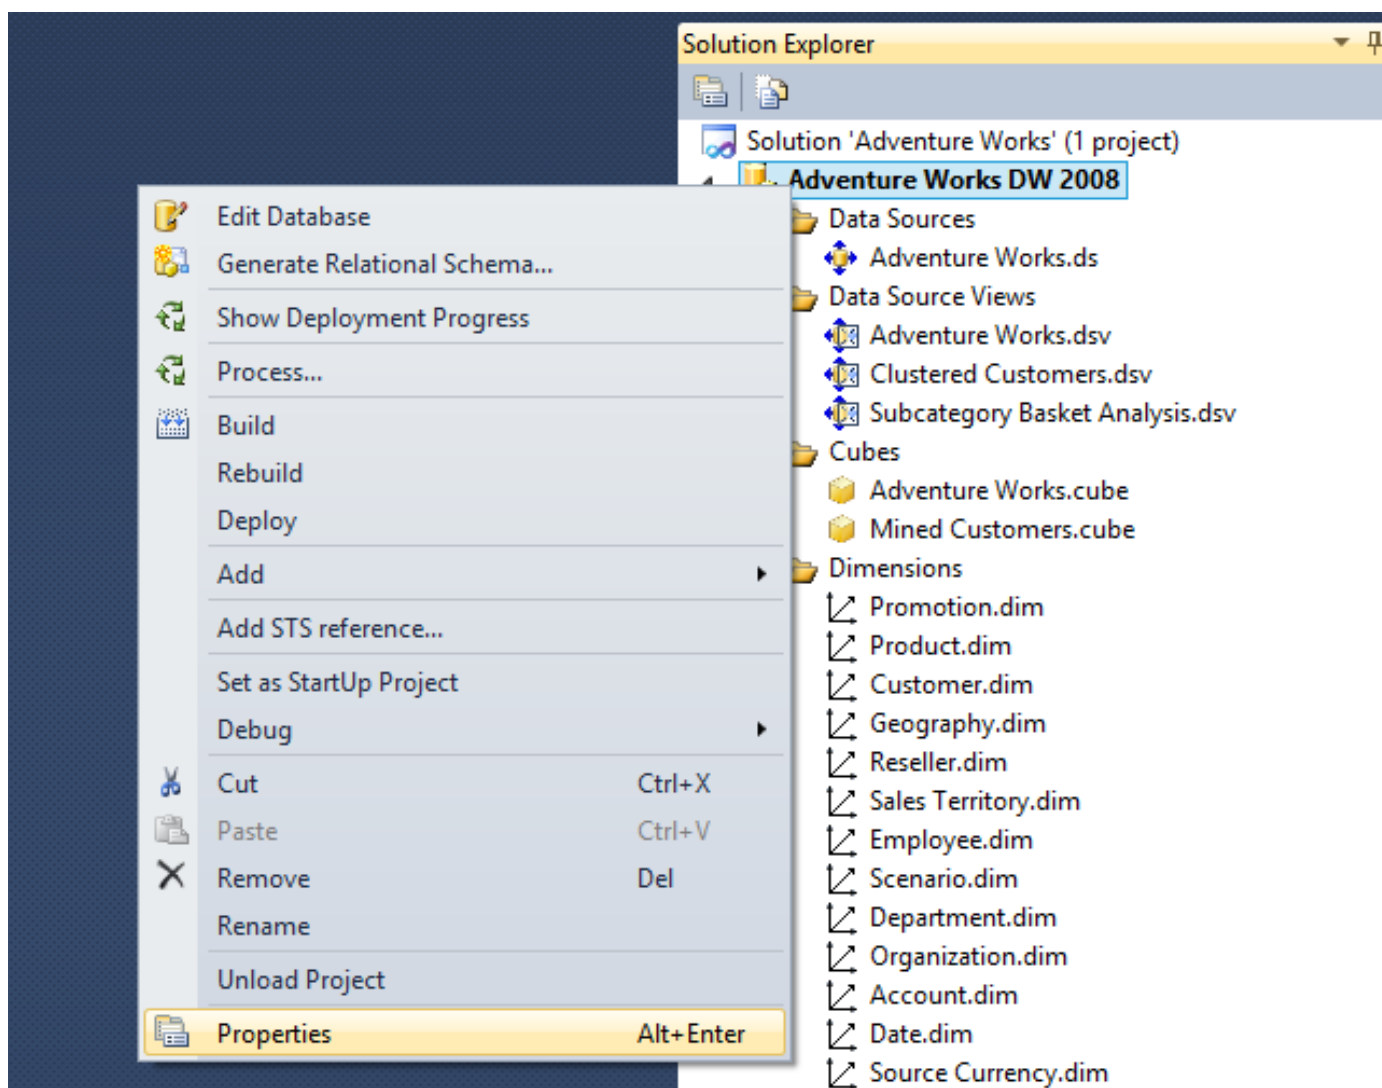 Solution Explorer
Solution 'Adventure Works' (1 project)
Adventure Works DW 2008
Data Sources
Adventure Works.ds
Data Source Views
Adventure Works.dsv
Clustered Customers.dsv
Subcategory Basket Analysis.dsv
Cubes
Adventure Works.cube
Mined Customers.cube
Dimensions
Promotion.dim
Product.dim
Customer.dim
Geography.dim
Reseller.dim
Sales Territory.dim
Employee.dim
Scenario.dim
Department.dim
Organization.dim
Account.dim
Date.dim
Source Currency.dim
Edit Database
Generate Relational Schema...
Show Deployment Progress
Process...
Build
Rebuild
Deploy
Add
Add STS reference...
Set as StartUp Project
Debug
Cut Ctrl+X
Paste Ctrl+V
Remove Del
Rename
Unload Project
Properties Alt+Enter